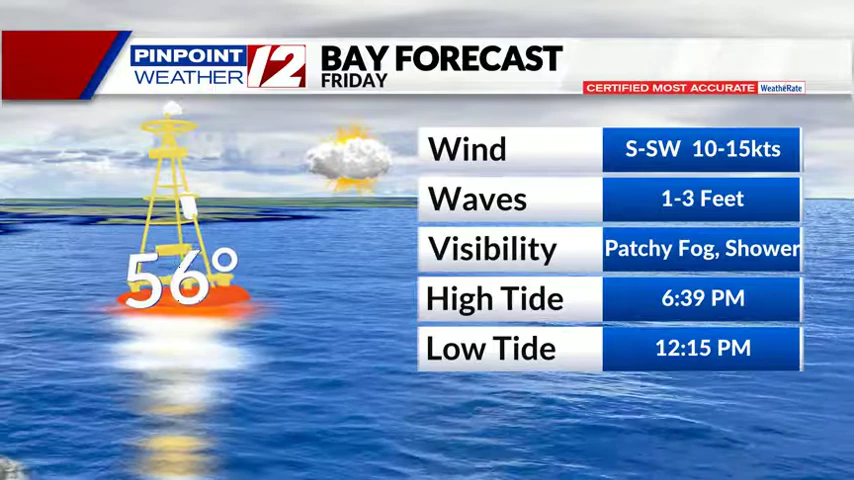 PINPOINT
WEATHER 12
BAY FORECAST
FRIDAY
CERTIFIED MOST ACCURATE WeatheRate
Wind S-SW 10-15kts
Waves 1-3 Feet
Visibility Patchy Fog, Shower
56°
High Tide 6:39 PM
Low Tide 12:15 PM